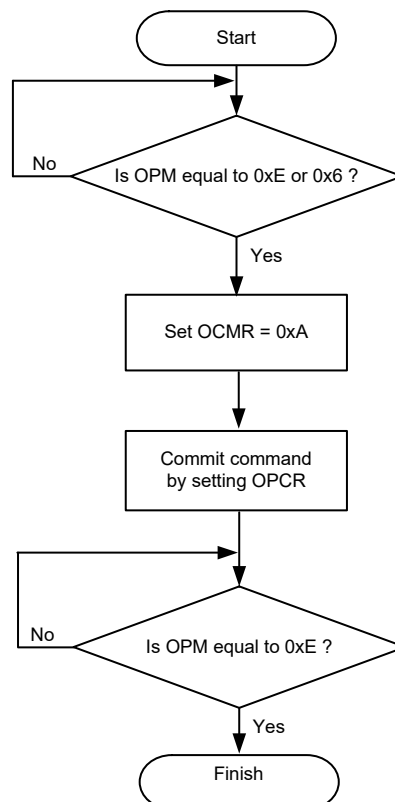 Start
No
Is OPM equal to 0xE or 0x6 ?
Yes
Set OCMR = 0xA
Commit command
by setting OPCR
No
Is OPM equal to 0xE ?
Yes
Finish